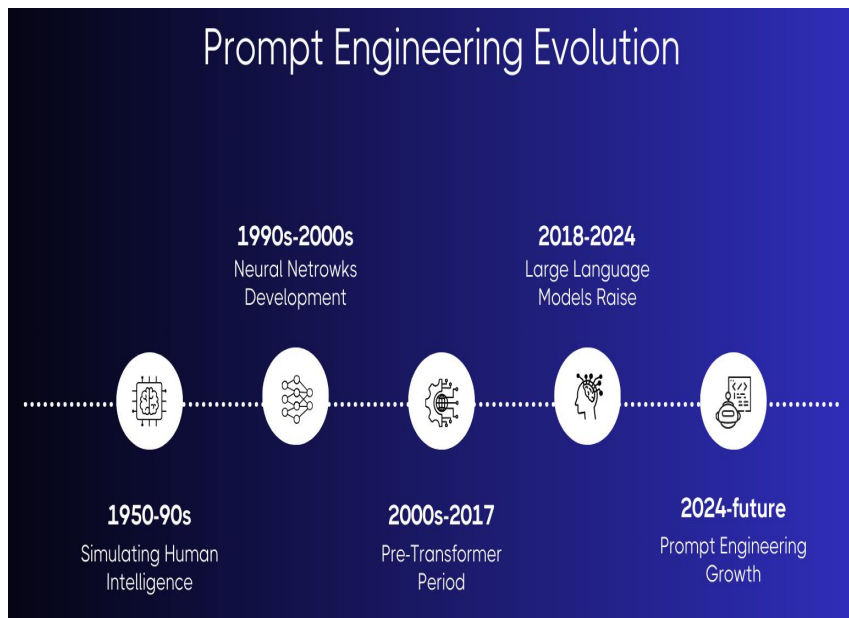 Prompt Engineering Evolution
1990s-2000s
Neural Netrowks
Development
2018-2024
Large Language
Models Raise
1950-90s
Simulating Human
Intelligence
2000s-2017
Pre-Transformer
Period
2024-future
Prompt Engineering
Growth